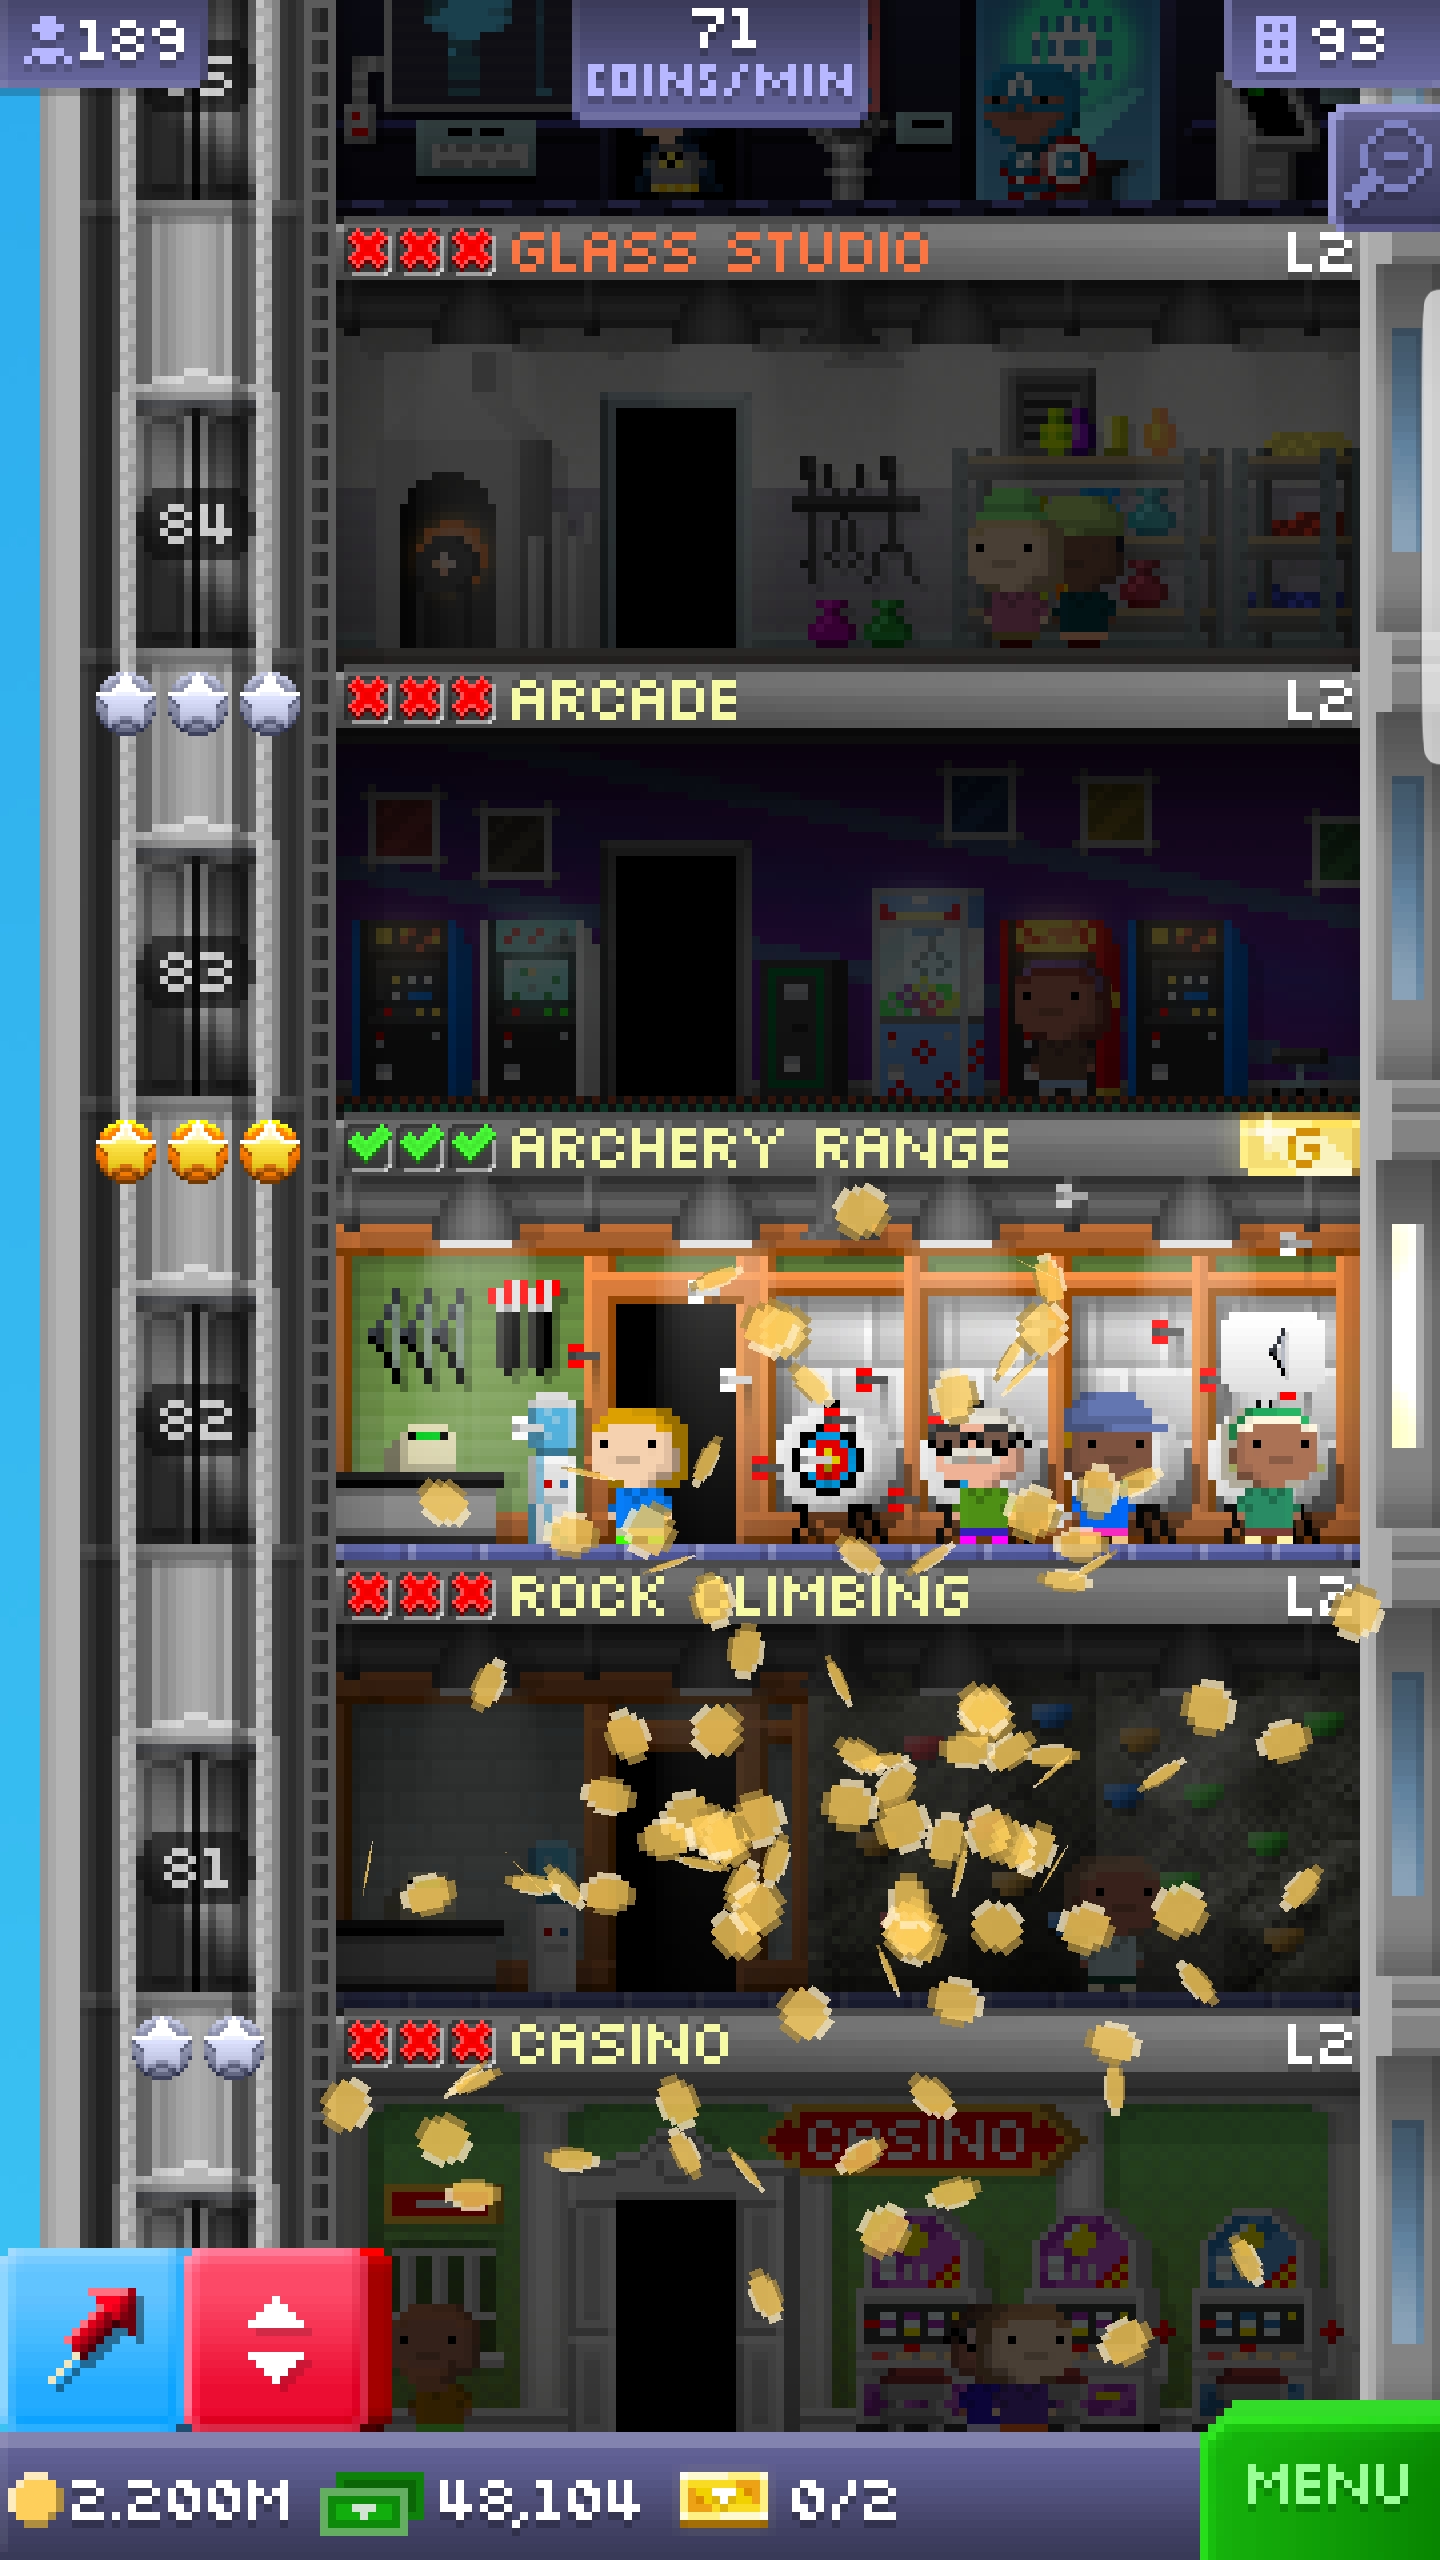 189
71
COINS/MIN
93
GLASS STUDIO
L2
84
ARCADE
L2
83
ARCHERY RANGE
G
82
ROCK CLIMBING
L2
81
CASINO
L2
CASINO
2.200M
48,104
0/2
MENU